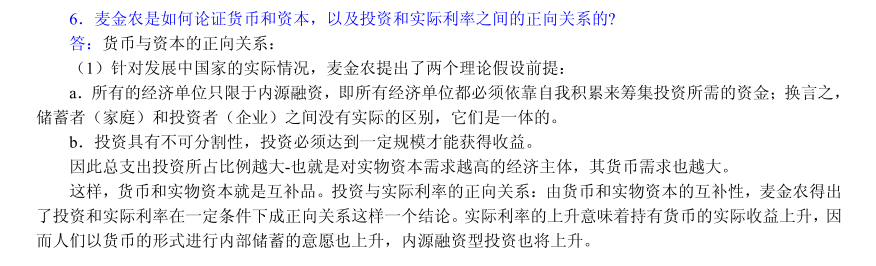 6．麦金农是如何论证货币和资本，以及投资和实际利率之间的正向关系的?
答：货币与资本的正向关系：
（1）针对发展中国家的实际情况，麦金农提出了两个理论假设前提：
a．所有的经济单位只限于内源融资，即所有经济单位都必须依靠自我积累来筹集投资所需的资金；换言之，
储蓄者（家庭）和投资者（企业）之间没有实际的区别，它们是一体的。
b．投资具有不可分割性，投资必须达到一定规模才能获得收益。
因此总支出投资所占比例越大-也就是对实物资本需求越高的经济主体，其货币需求也越大。
这样，货币和实物资本就是互补品。投资与实际利率的正向关系：由货币和实物资本的互补性，麦金农得出
了投资和实际利率在一定条件下成正向关系这样一个结论。实际利率的上升意味着持有货币的实际收益上升，因
而人们以货币的形式进行内部储蓄的意愿也上升，内源融资型投资也将上升。